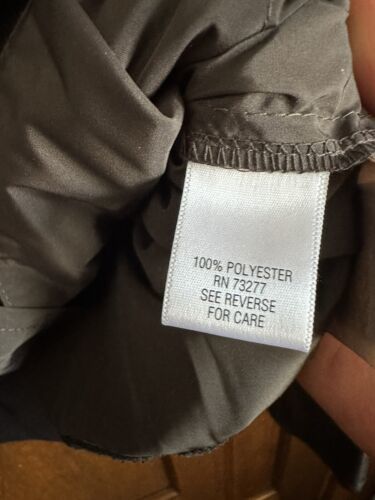 100% POLYESTER
RN 73277
SEE REVERSE
FOR CARE